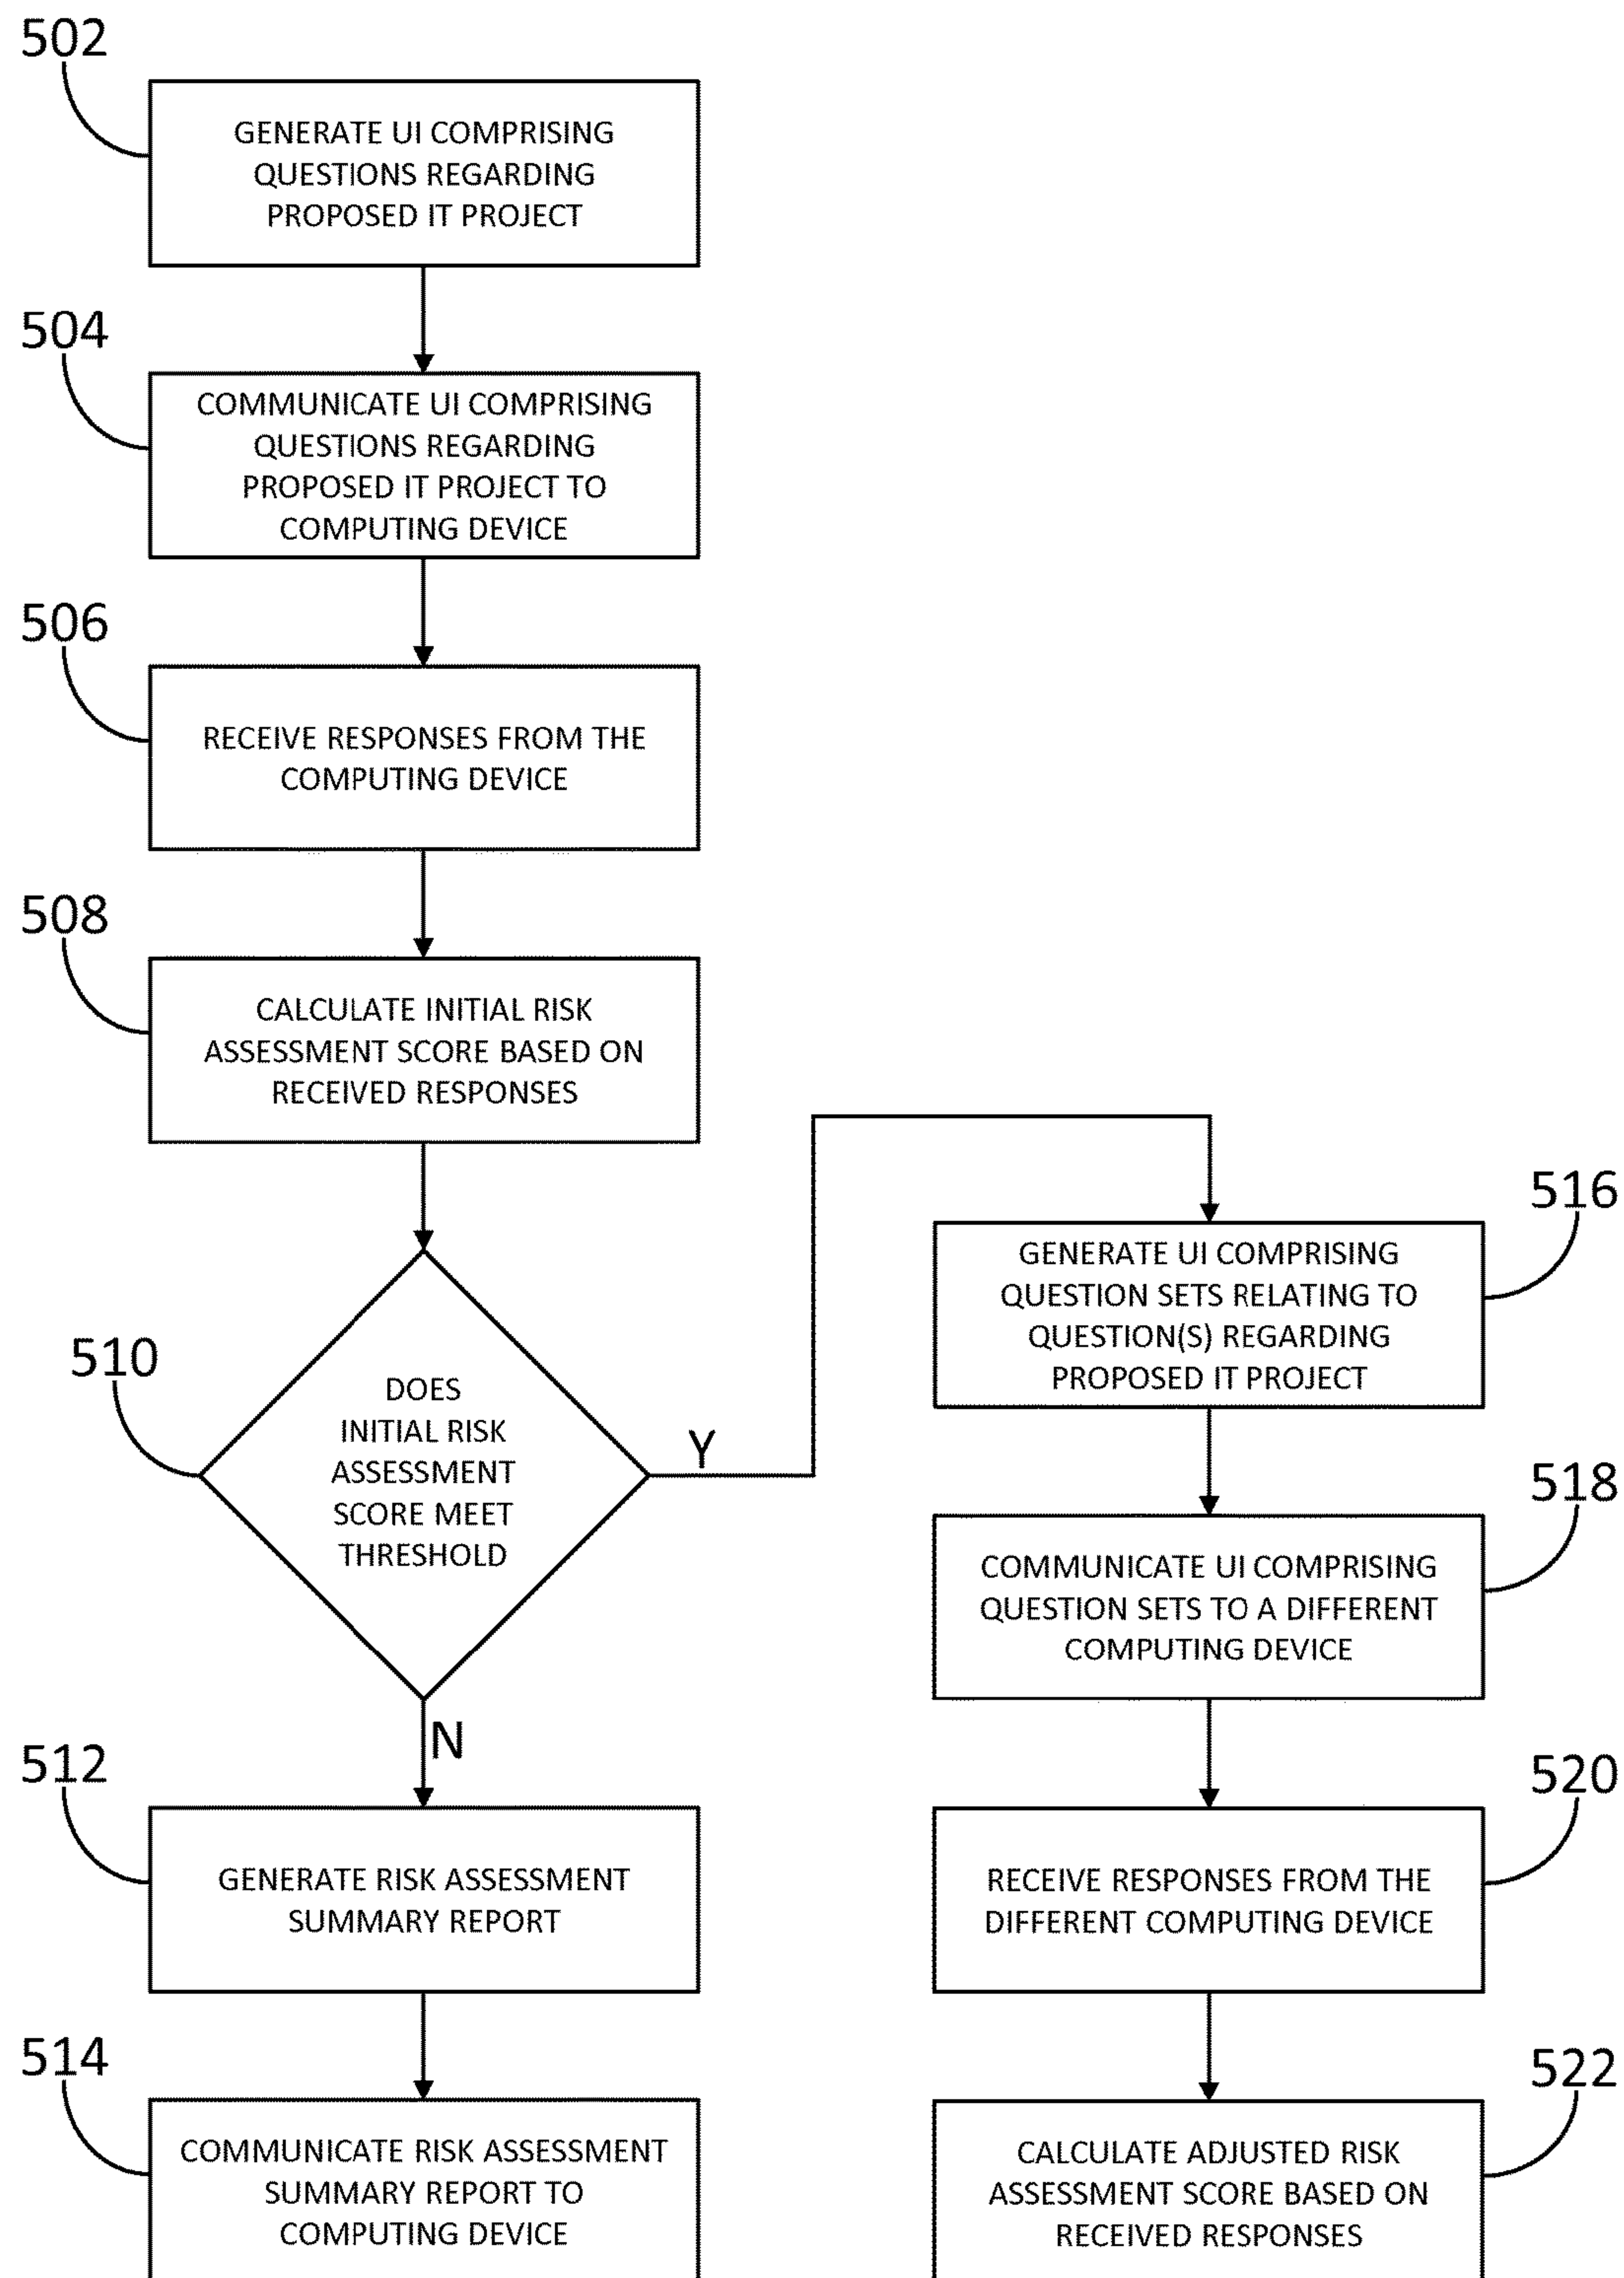 502
GENERATE UI COMPRISING
QUESTIONS REGARDING
PROPOSED IT PROJECT
504
COMMUNICATE UI COMPRISING
QUESTIONS REGARDING
PROPOSED IT PROJECT TO
COMPUTING DEVICE
506
RECEIVE RESPONSES FROM THE
COMPUTING DEVICE
508
CALCULATE INITIAL RISK
ASSESSMENT SCORE BASED ON
RECEIVED RESPONSES
510
DOES
INITIAL RISK
ASSESSMENT
SCORE MEET
THRESHOLD
Y
N
512
GENERATE RISK ASSESSMENT
SUMMARY REPORT
514
COMMUNICATE RISK ASSESSMENT
SUMMARY REPORT TO
COMPUTING DEVICE
516
GENERATE UI COMPRISING
QUESTION SETS RELATING TO
QUESTION(S) REGARDING
PROPOSED IT PROJECT
518
COMMUNICATE UI COMPRISING
QUESTION SETS TO A DIFFERENT
COMPUTING DEVICE
520
RECEIVE RESPONSES FROM THE
DIFFERENT COMPUTING DEVICE
522
CALCULATE ADJUSTED RISK
ASSESSMENT SCORE BASED ON
RECEIVED RESPONSES